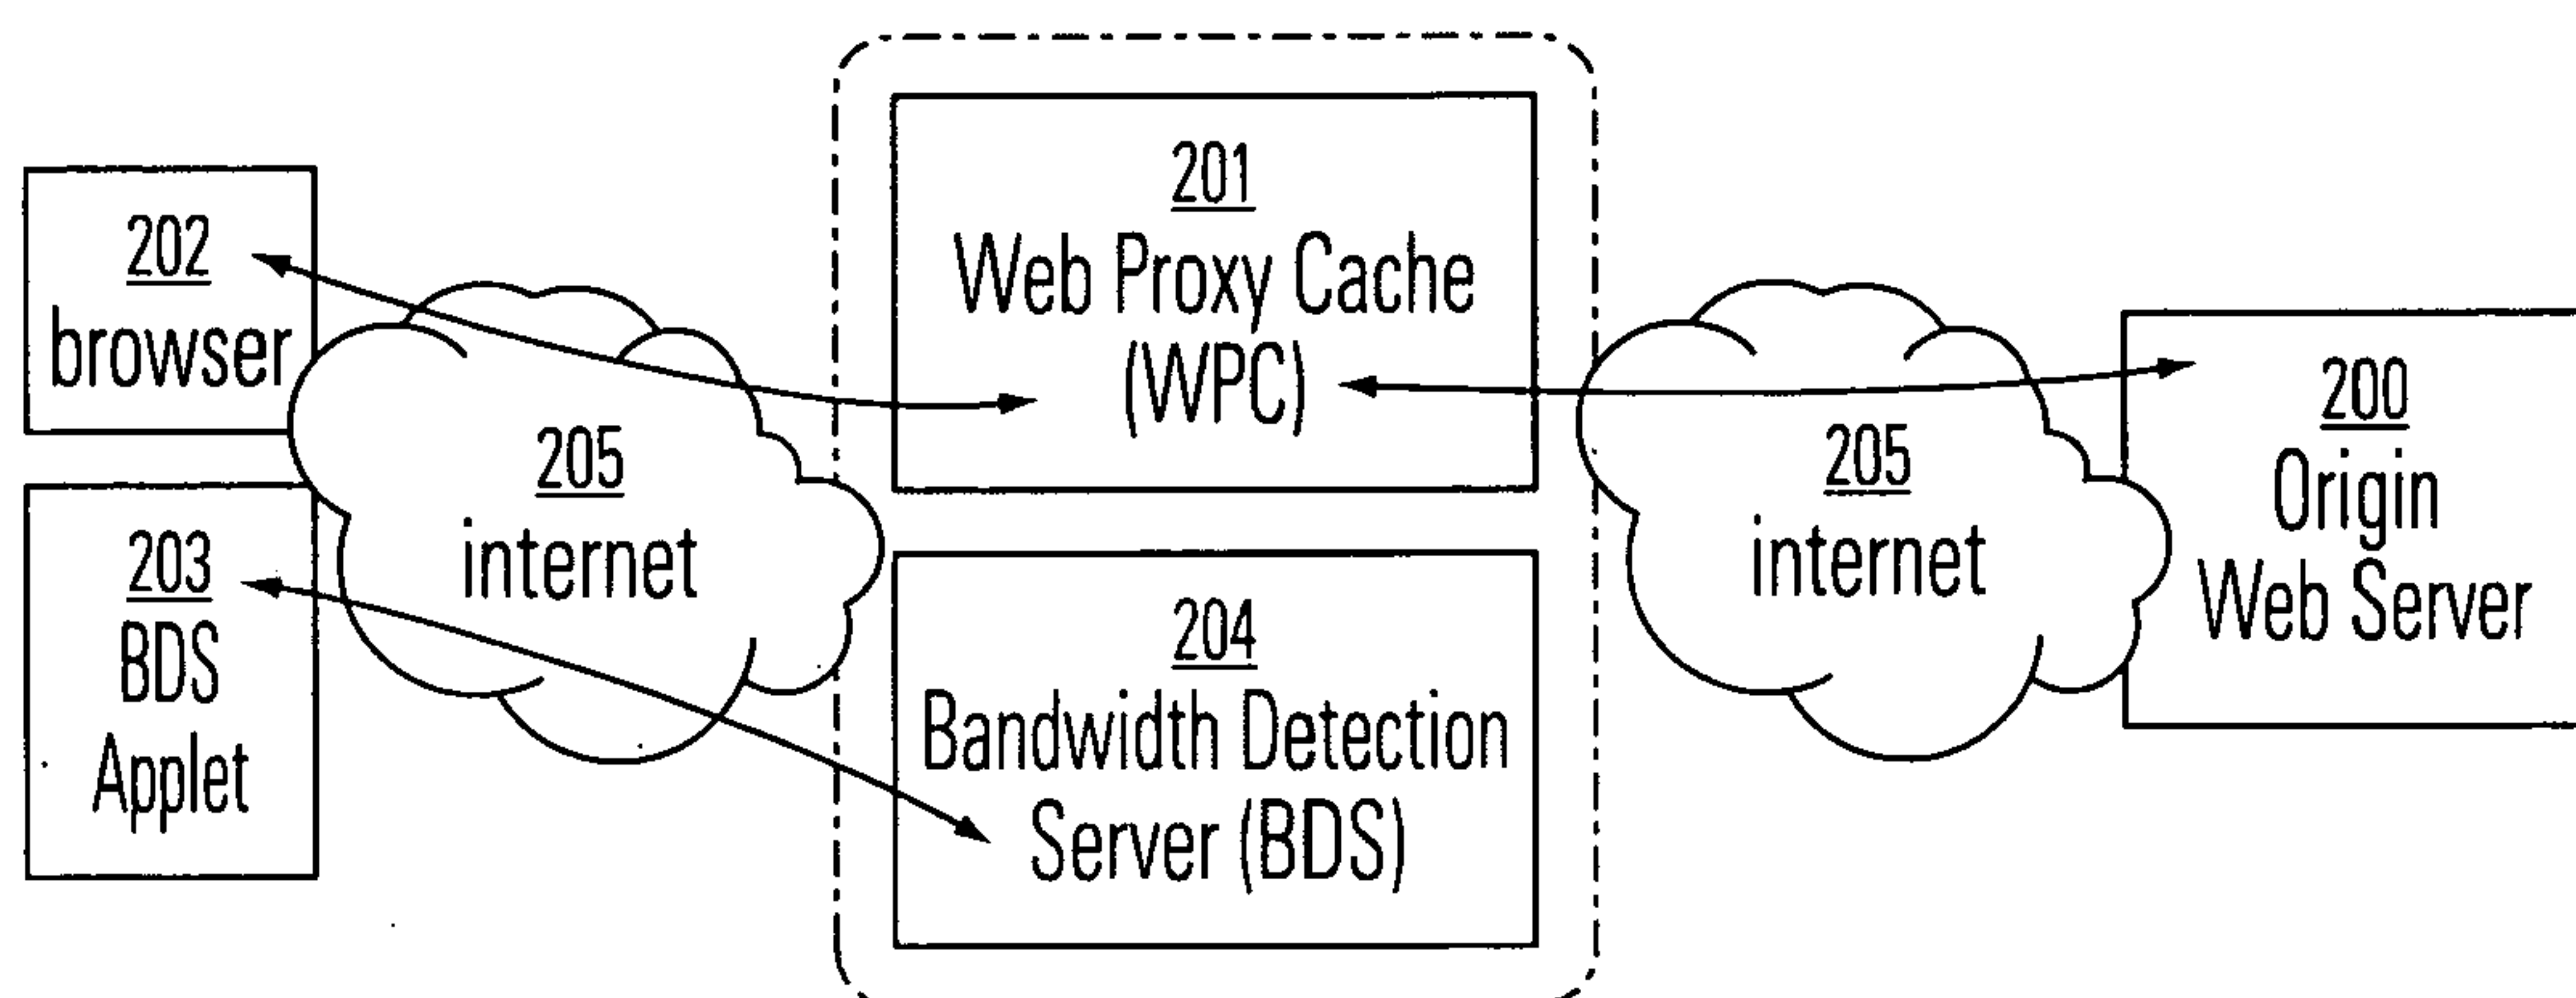 202
browser
203
BDS
Applet
205
internet
201
Web Proxy Cache
(WPC)
204
Bandwidth Detection
Server (BDS)
205
internet
200
Origin
Web Server